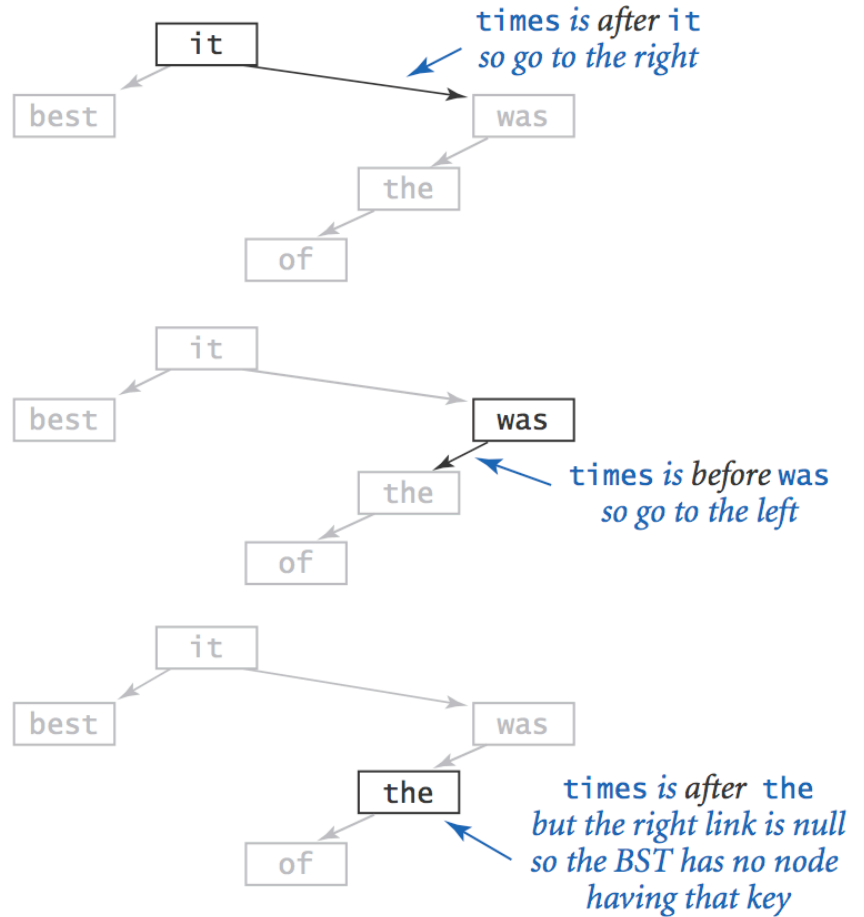 it
times is after it
so go to the right
best
was
the
of
it
best
was
the
times is before was
so go to the left
of
it
best
was
the
times is after the
but the right link is null
so the BST has no node
having that key
of